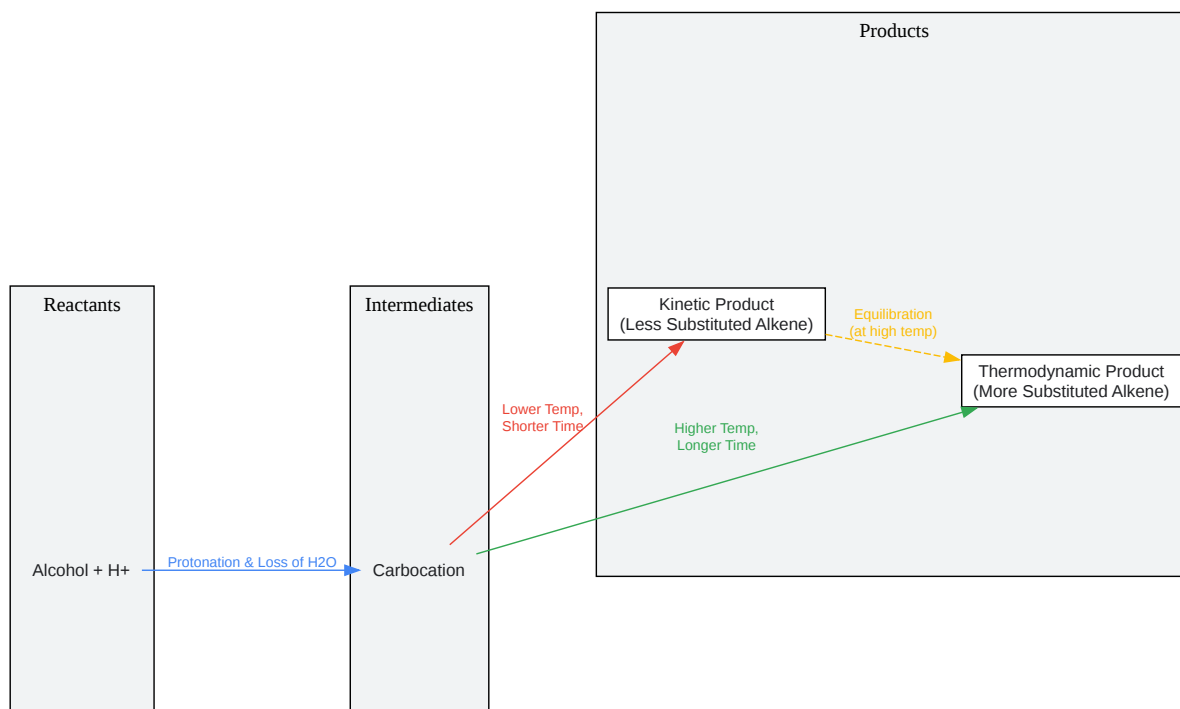 Products
Reactants
Intermediates
Kinetic Product
(Less Substituted Alkene)
Equilibration
(at high temp)
Thermodynamic Product
(More Substituted Alkene)
Lower Temp,
Shorter Time
Higher Temp,
Longer Time
Alcohol + H+
Protonation & Loss of H2O
Carbocation